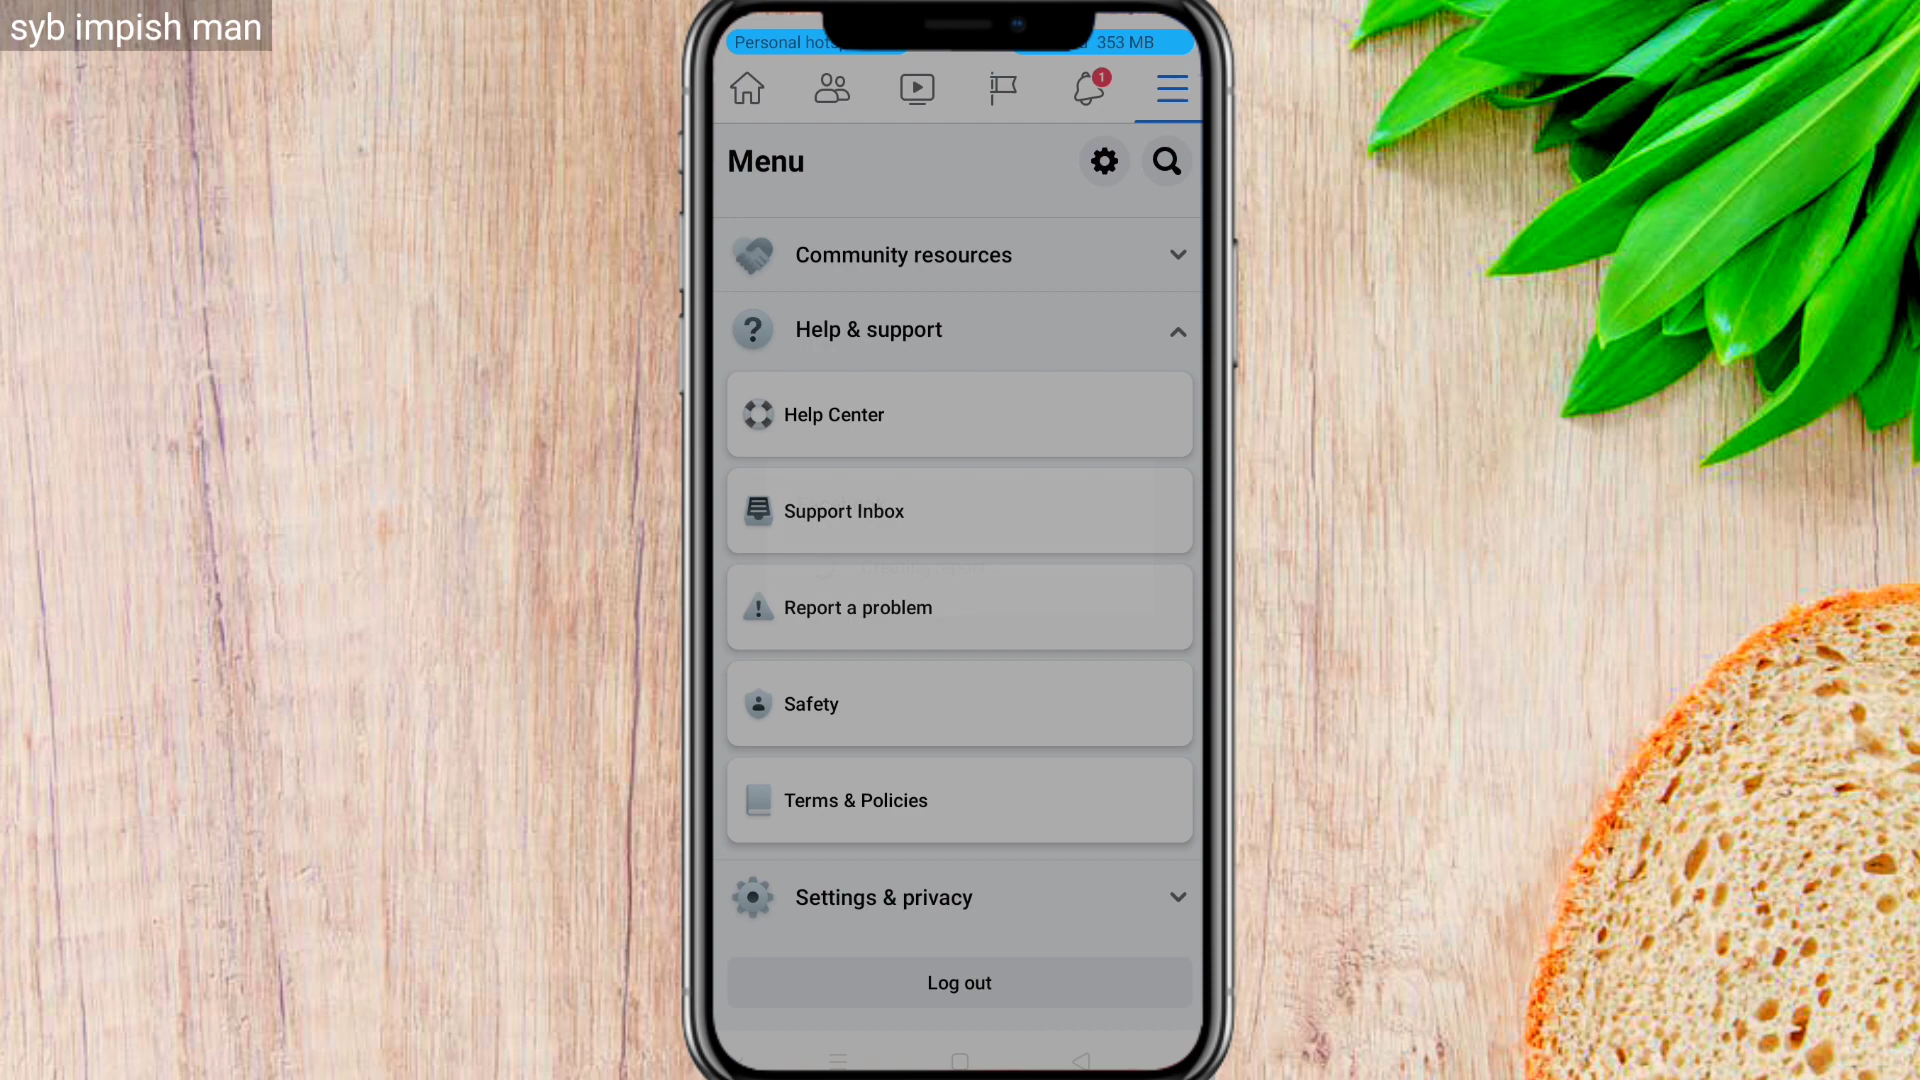 syb impish man
Personal
353 MB
1
Menu
Community resources
Help & support
Help Center
Support Inbox
Report a problem
Safety
Terms & Policies
Settings & privacy
Log out